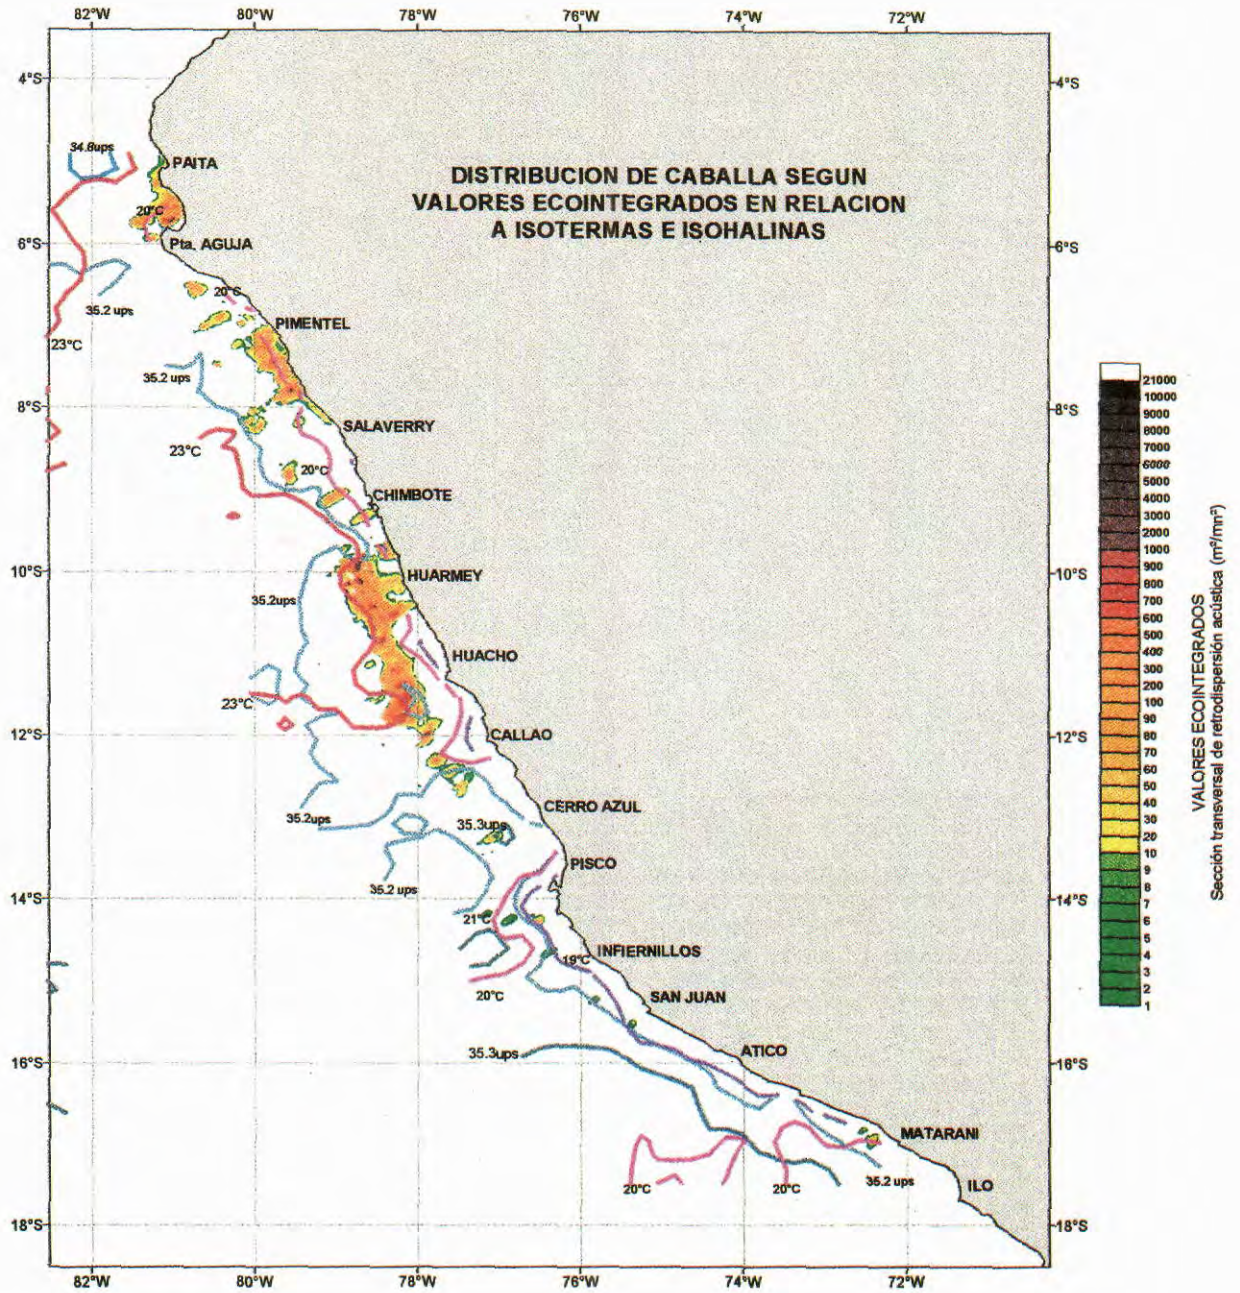 82°W 80°W 78°W 76°W 74°W 72°W
4°S 4°S
34.8ups
PAITA
DISTRIBUCION DE CABALLA SEGUN
VALORES ECOINTEGRADOS EN RELACION
A ISOTERMAS E ISOHALINAS
20°C
Pta. AGUJA
6°S 6°S
20°C
35.2 ups
PIMENTEL
23°C
35.2 ups
8°S 8°S
SALAVERRY
23°C
20°C
CHIMBOTE
10°S 10°S
HUARMEY
35.2ups
HUACHO
23°C
12°S 12°S
CALLAO
CERRO AZUL
35.2ups
35.3ups
PISCO
35.2 ups
14°S 14°S
21°C
INFIERNILLOS
19°C
20°C
SAN JUAN
35.3ups
ATICO
16°S 16°S
MATARANI
20°C
20°C
35.2 ups
ILO
18°S 18°S
82°W 80°W 78°W 76°W 74°W 72°W
21000
10000
9000
8000
7000
6000
5000
4000
3000
2000
1000
900
800
700
600
500
400
300
200
100
90
80
70
60
50
40
30
20
10
9
8
7
6
5
4
3
2
1
VALORES ECOINTEGRADOS
Sección transversal de retrodispersión acústica (m²/mn²)